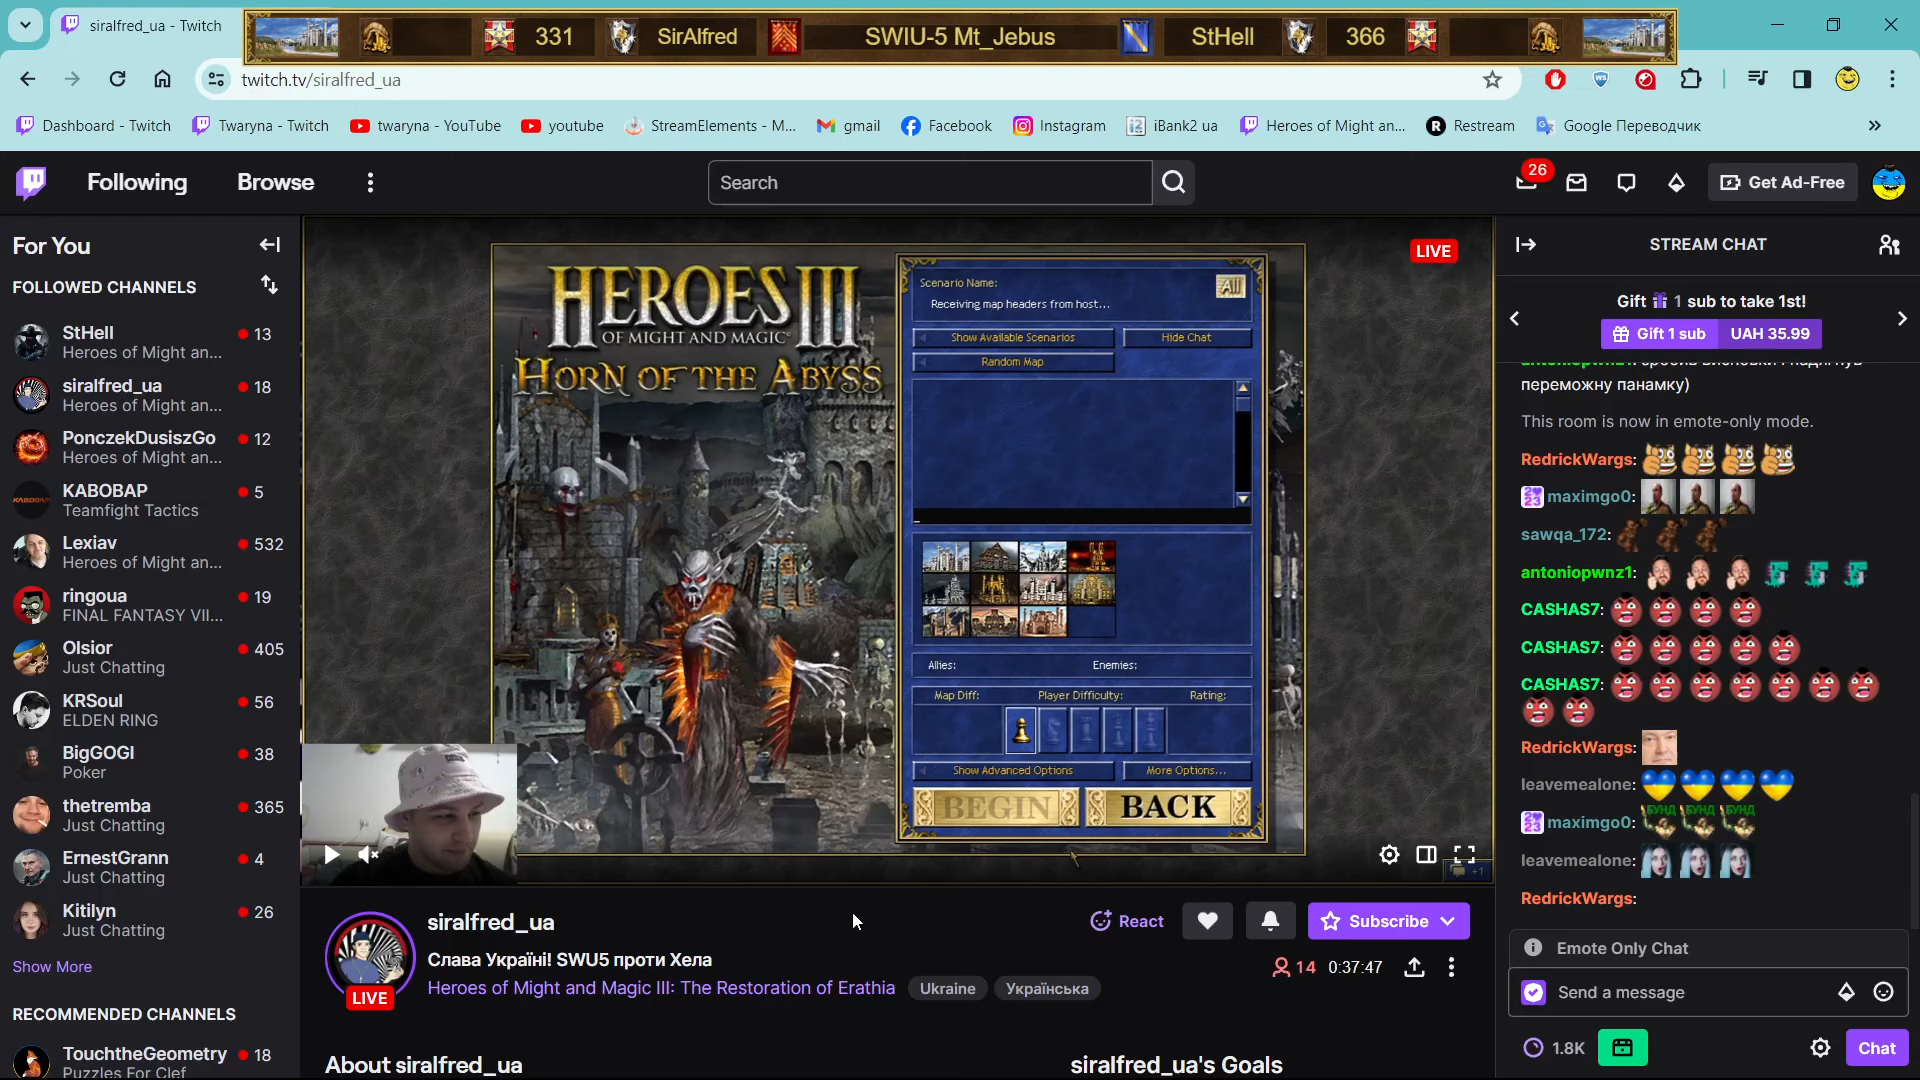 siralfred_ua - Twitch
331
SirAlfred
SWIU-5 Mt_Jebus
StHell
366
twitch.tv/siralfred_ua
Dashboard - Twitch
Twaryna - Twitch
twaryna - YouTube
youtube
StreamElements - M...
gmail
Facebook
Instagram
iBank2 ua
Heroes of Might an...
Restream
Google Переводчик
Following
Browse
Search
26
Get Ad-Free
For You
FOLLOWED CHANNELS
StHell
13
Heroes of Might an...
siralfred_ua
18
Heroes of Might an...
PonczekDusiszGo
12
Heroes of Might an...
KABOBAP
5
Teamfight Tactics
Lexiav
532
Heroes of Might an...
ringoua
19
FINAL FANTASY VII...
Olsior
405
Just Chatting
KRSoul
56
ELDEN RING
BigGOGI
38
Poker
thetremba
365
Just Chatting
ErnestGrann
4
Just Chatting
Kitilyn
26
Just Chatting
Show More
RECOMMENDED CHANNELS
TouchtheGeometry
18
Puzzles For Clef
LIVE
HEROES III
OF MIGHT AND MAGIC
HORN OF THE ABYSS
Scenario Name:
All
Receiving map headers from host...
Show Available Scenarios
Hide Chat
Random Map
Allies:
Enemies:
Map Diff:
Player Difficulty:
Rating:
Show Advanced Options
More Options...
BEGIN
BACK
+1
siralfred_ua
React
Subscribe
Слава Україні! SWU5 проти Хела
14
0:37:47
LIVE
Heroes of Might and Magic III: The Restoration of Erathia
Ukraine
Українська
About siralfred_ua
siralfred_ua's Goals
STREAM CHAT
Gift 1 sub to take 1st!
Gift 1 sub
UAH 35.99
переможну панамку)
This room is now in emote-only mode.
RedrickWargs:
maximgo0:
sawqa_172:
antoniopwnz1:
CASHAS7:
CASHAS7:
CASHAS7:
RedrickWargs:
leavemealone:
maximgo0:
БУНД БУНД БУНД
leavemealone:
RedrickWargs:
Emote Only Chat
Send a message
1.8K
Chat